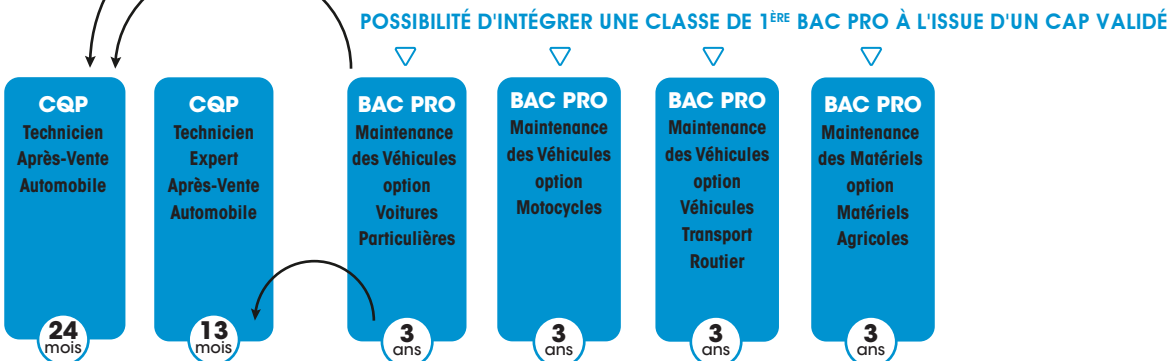 POSSIBILITÉ D'INTÉGRER UNE CLASSE DE 1ÈRE BAC PRO À L'ISSUE D'UN CAP VALIDÉ
CQP
Technicien
Après-Vente
Automobile
24
mois
CQP
Technicien
Expert
Après-Vente
Automobile
13
mois
BAC PRO
Maintenance
des Véhicules
option
Voitures
Particulières
3
ans
BAC PRO
Maintenance
des Véhicules
option
Motocycles
3
ans
BAC PRO
Maintenance
des Véhicules
option
Véhicules
Transport
Routier
3
ans
BAC PRO
Maintenance
des Matériels
option
Matériels
Agricoles
3
ans